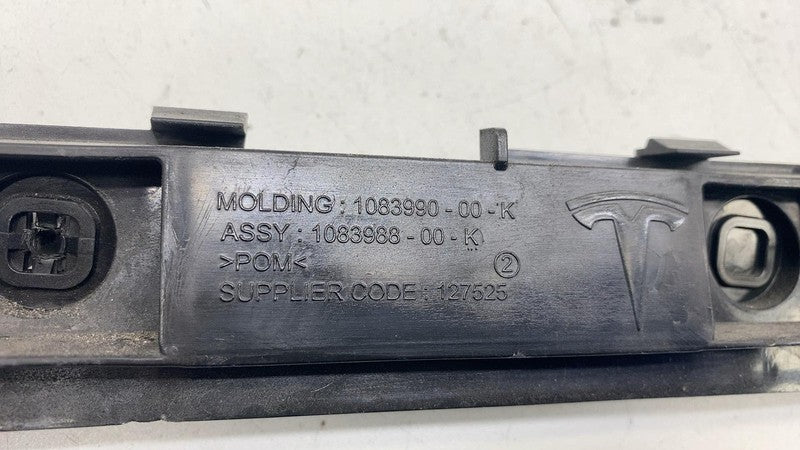 MOLDING : 1083990 - 00 - K
ASSY : 1083988 - 00 - K
>POM< 2
SUPPLIER CODE : 127525